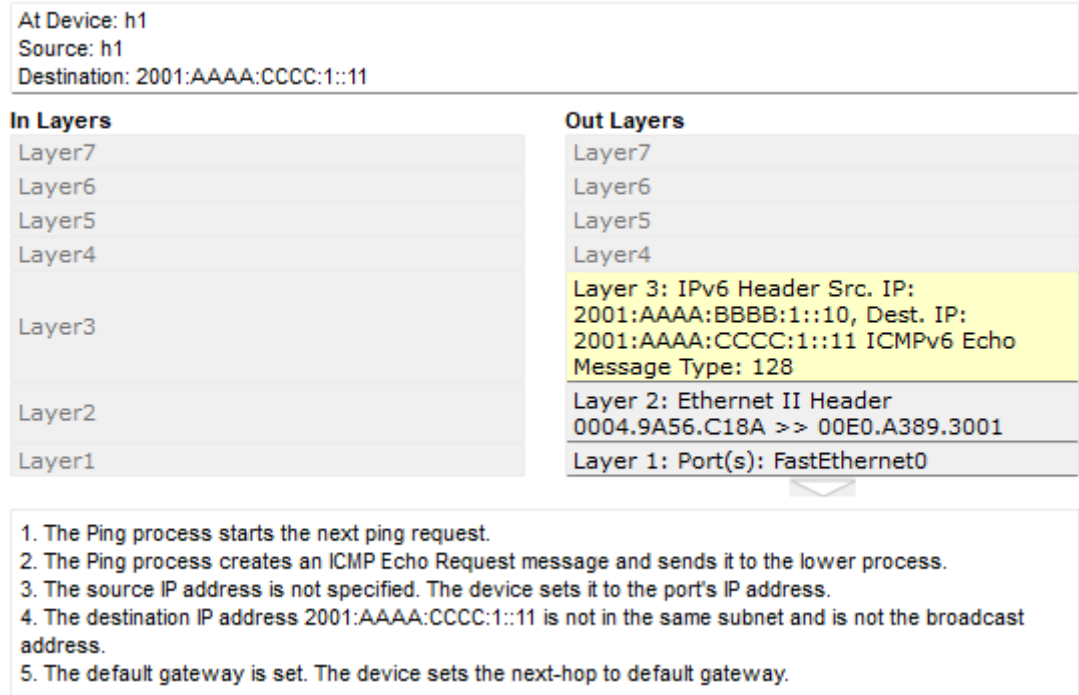 At Device: h1
Source: h1
Destination: 2001:AAAA:CCCC:1::11
In Layers
Layer7
Layer6
Layer5
Layer4
Layer3
Layer2
Layer1
Out Layers
Layer7
Layer6
Layer5
Layer4
Layer 3: IPv6 Header Src. IP:
2001:AAAA:BBBB:1::10, Dest. IP:
2001:AAAA:CCCC:1::11 ICMPv6 Echo
Message Type: 128
Layer 2: Ethernet II Header
0004.9A56.C18A >> 00E0.A389.3001
Layer 1: Port(s): FastEthernet0
1. The Ping process starts the next ping request.
2. The Ping process creates an ICMP Echo Request message and sends it to the lower process.
3. The source IP address is not specified. The device sets it to the port's IP address.
4. The destination IP address 2001:AAAA:CCCC:1::11 is not in the same subnet and is not the broadcast
address.
5. The default gateway is set. The device sets the next-hop to default gateway.